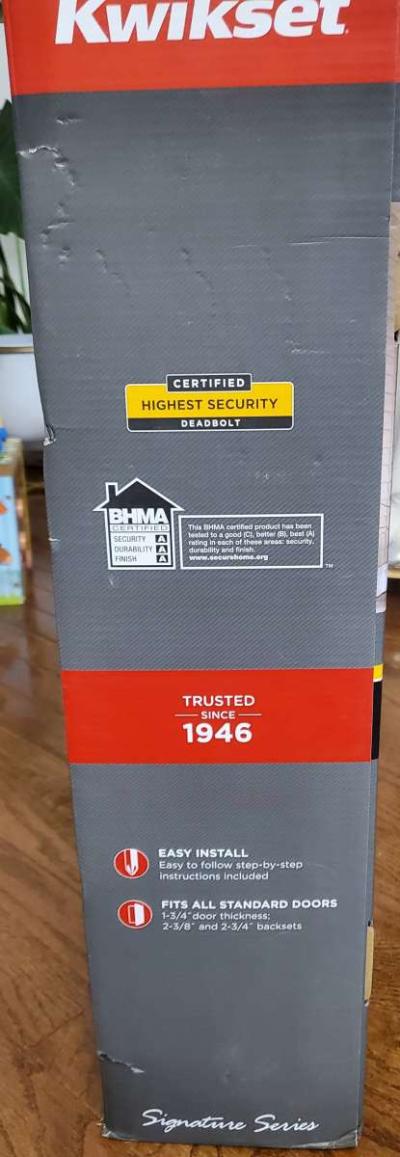 Kwikset
CERTIFIED
HIGHEST SECURITY
DEADBOLT
BHMA
CERTIFIED
SECURITY A
DURABILITY A
FINISH A
This BHMA certified product has been
tested to a good (C), better (B), best (A)
rating in each of these areas: security,
durability and finish.
www.securehome.org
TM
TRUSTED
SINCE
1946
EASY INSTALL
Easy to follow step-by-step
instructions included
FITS ALL STANDARD DOORS
1-3/4" door thickness;
2-3/8" and 2-3/4" backsets
Signature Series